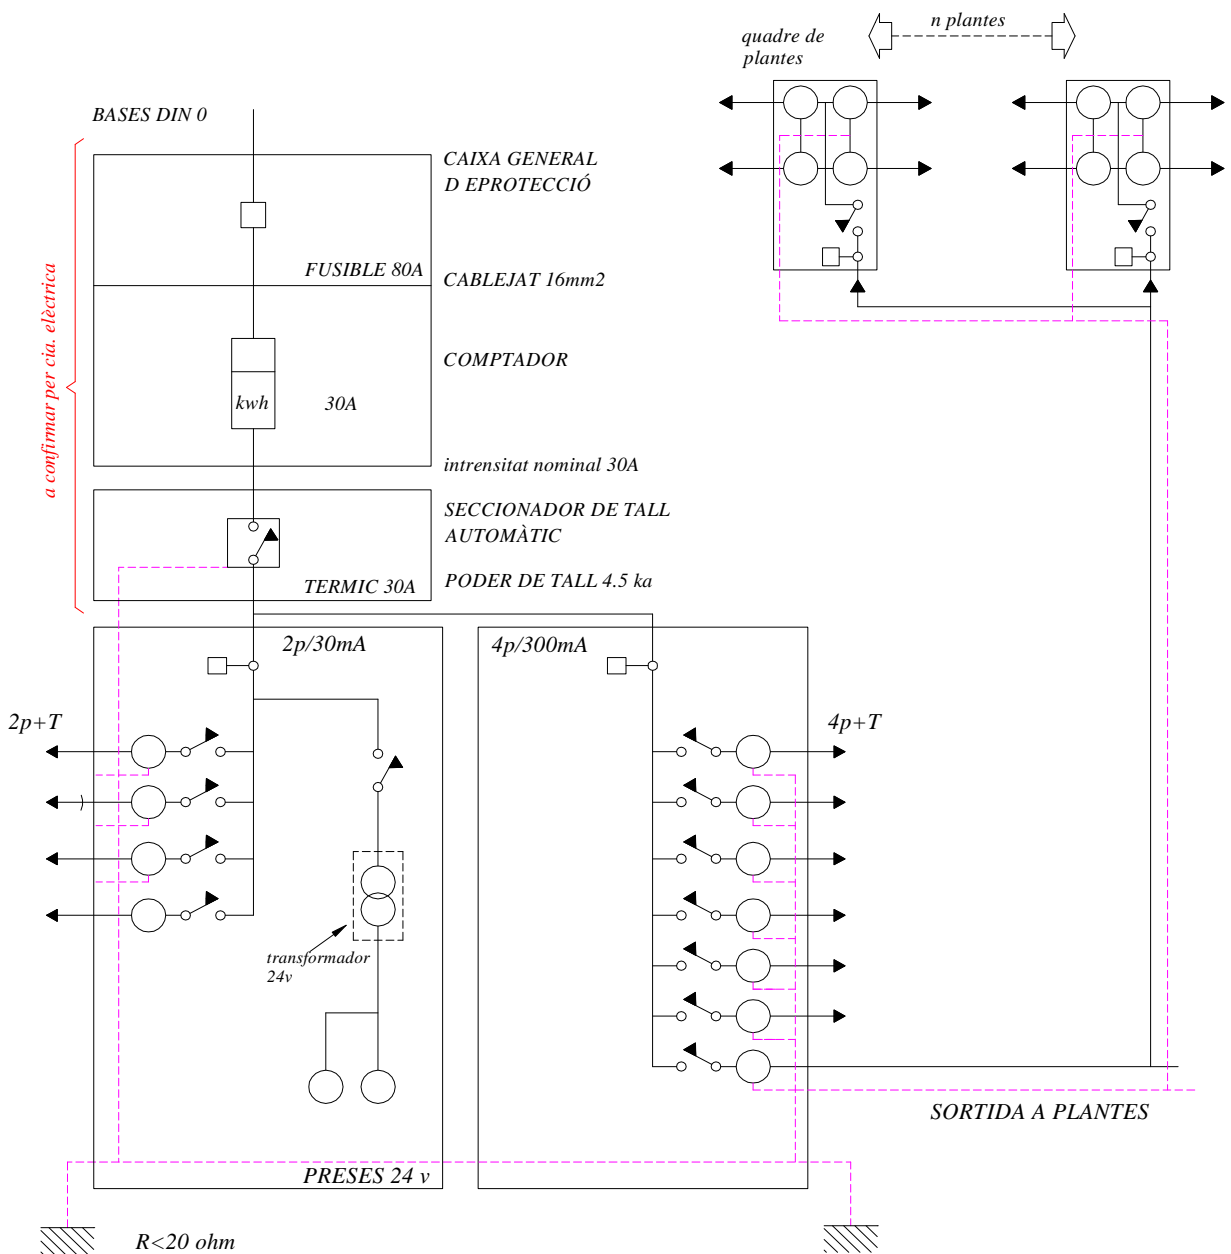 n plantes
quadre de
plantes
BASES DIN 0
CAIXA GENERAL
D EPROTECCIÓ
FUSIBLE 80A
CABLEJAT 16mm2
a confirmar per cia. elèctrica
COMPTADOR
kwh
30A
intrensitat nominal 30A
SECCIONADOR DE TALL
AUTOMÀTIC
TERMIC 30A
PODER DE TALL 4.5 ka
2p/30mA
4p/300mA
2p+T
4p+T
transformador
24v
SORTIDA A PLANTES
PRESES 24 v
R<20 ohm